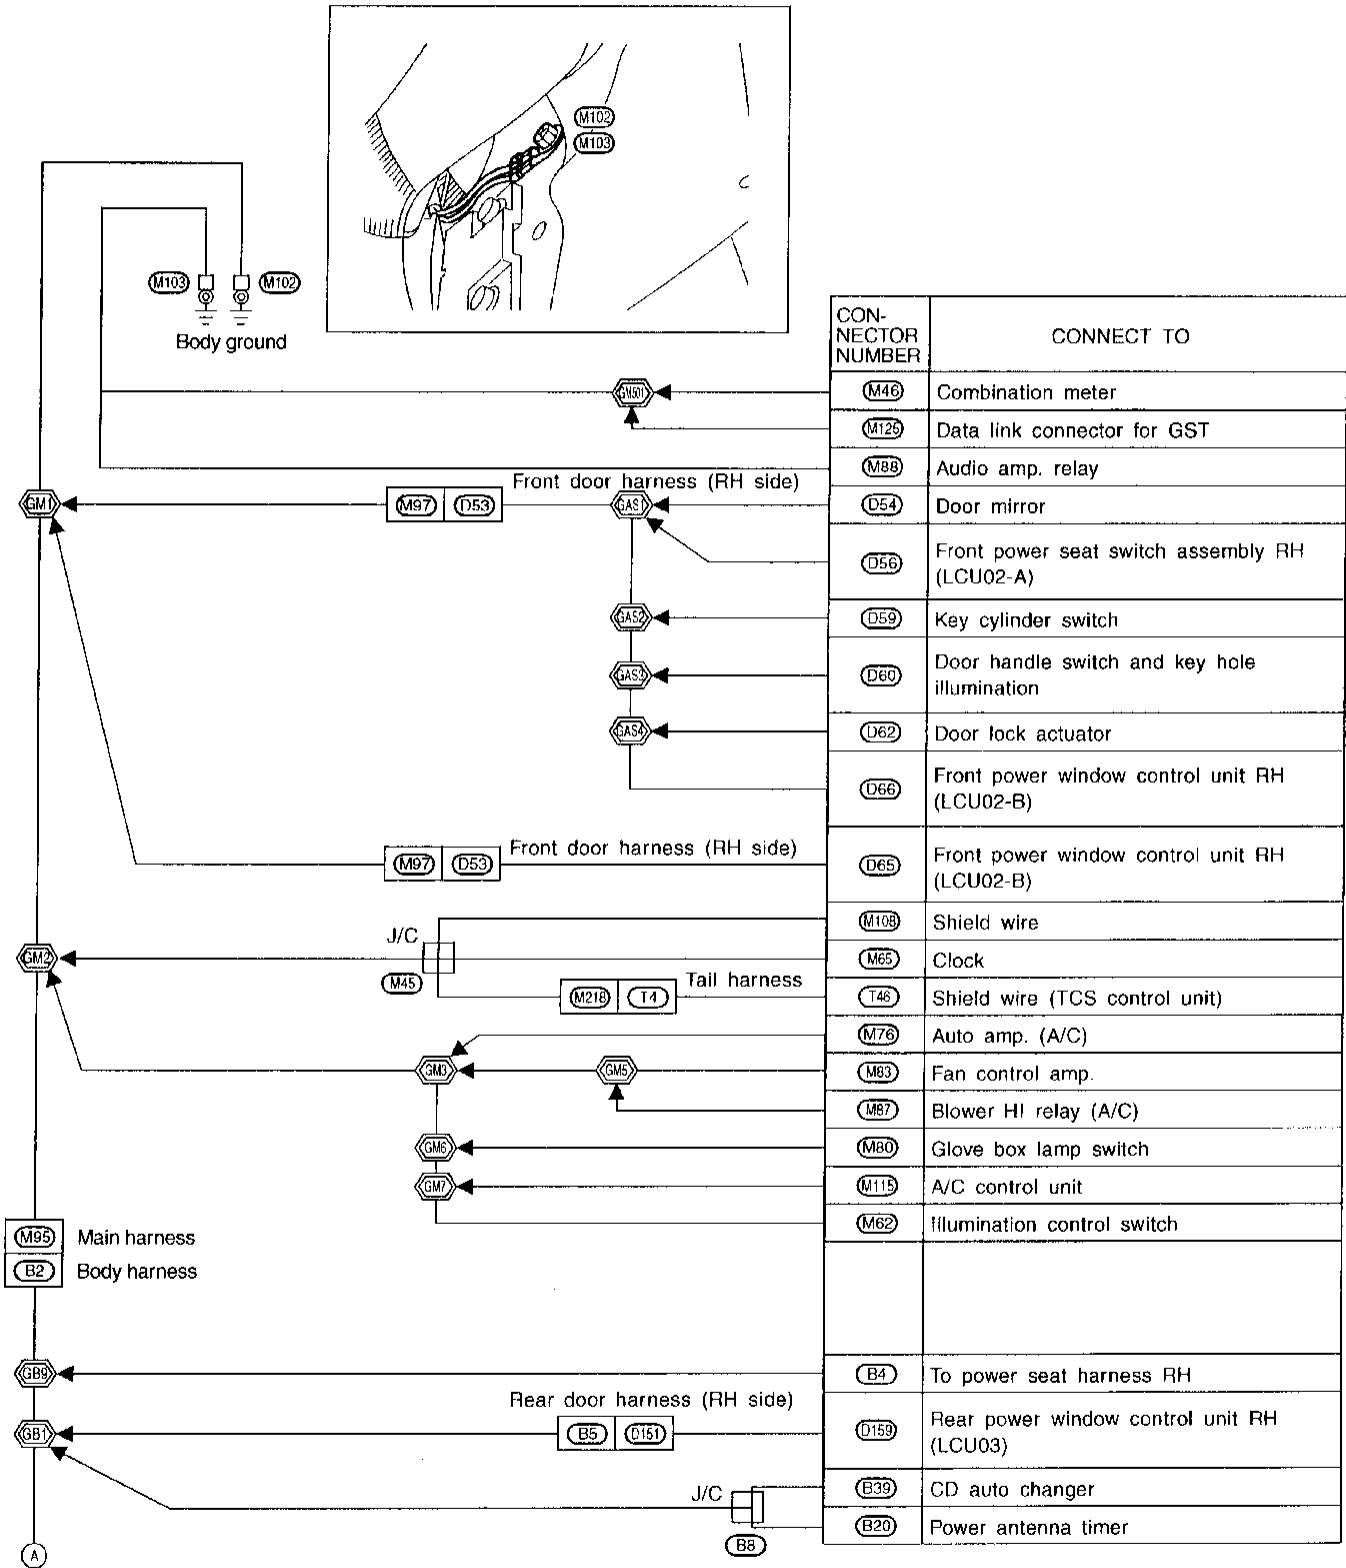 M102
M103
M103
M102
Body ground
CON-
NECTOR
NUMBER
CONNECT TO
GM501
M46
Combination meter
M125
Data link connector for GST
M88
Audio amp. relay
Front door harness (RH side)
GM1
M97
D53
GAS1
D54
Door mirror
D56
Front power seat switch assembly RH
(LCU02-A)
GAS2
D59
Key cylinder switch
GAS3
D60
Door handle switch and key hole
illumination
GAS4
D62
Door lock actuator
D66
Front power window control unit RH
(LCU02-B)
Front door harness (RH side)
M97
D53
D65
Front power window control unit RH
(LCU02-B)
M108
Shield wire
J/C
GM2
M65
Clock
M45
Tail harness
M218
T4
T46
Shield wire (TCS control unit)
M76
Auto amp. (A/C)
GM3
GM5
M83
Fan control amp.
M87
Blower HI relay (A/C)
GM6
M80
Glove box lamp switch
GM7
M115
A/C control unit
M62
Illumination control switch
M95
Main harness
B2
Body harness
GB9
B4
To power seat harness RH
Rear door harness (RH side)
GB1
B5
D151
D159
Rear power window control unit RH
(LCU03)
J/C
B39
CD auto changer
B20
Power antenna timer
B8
A